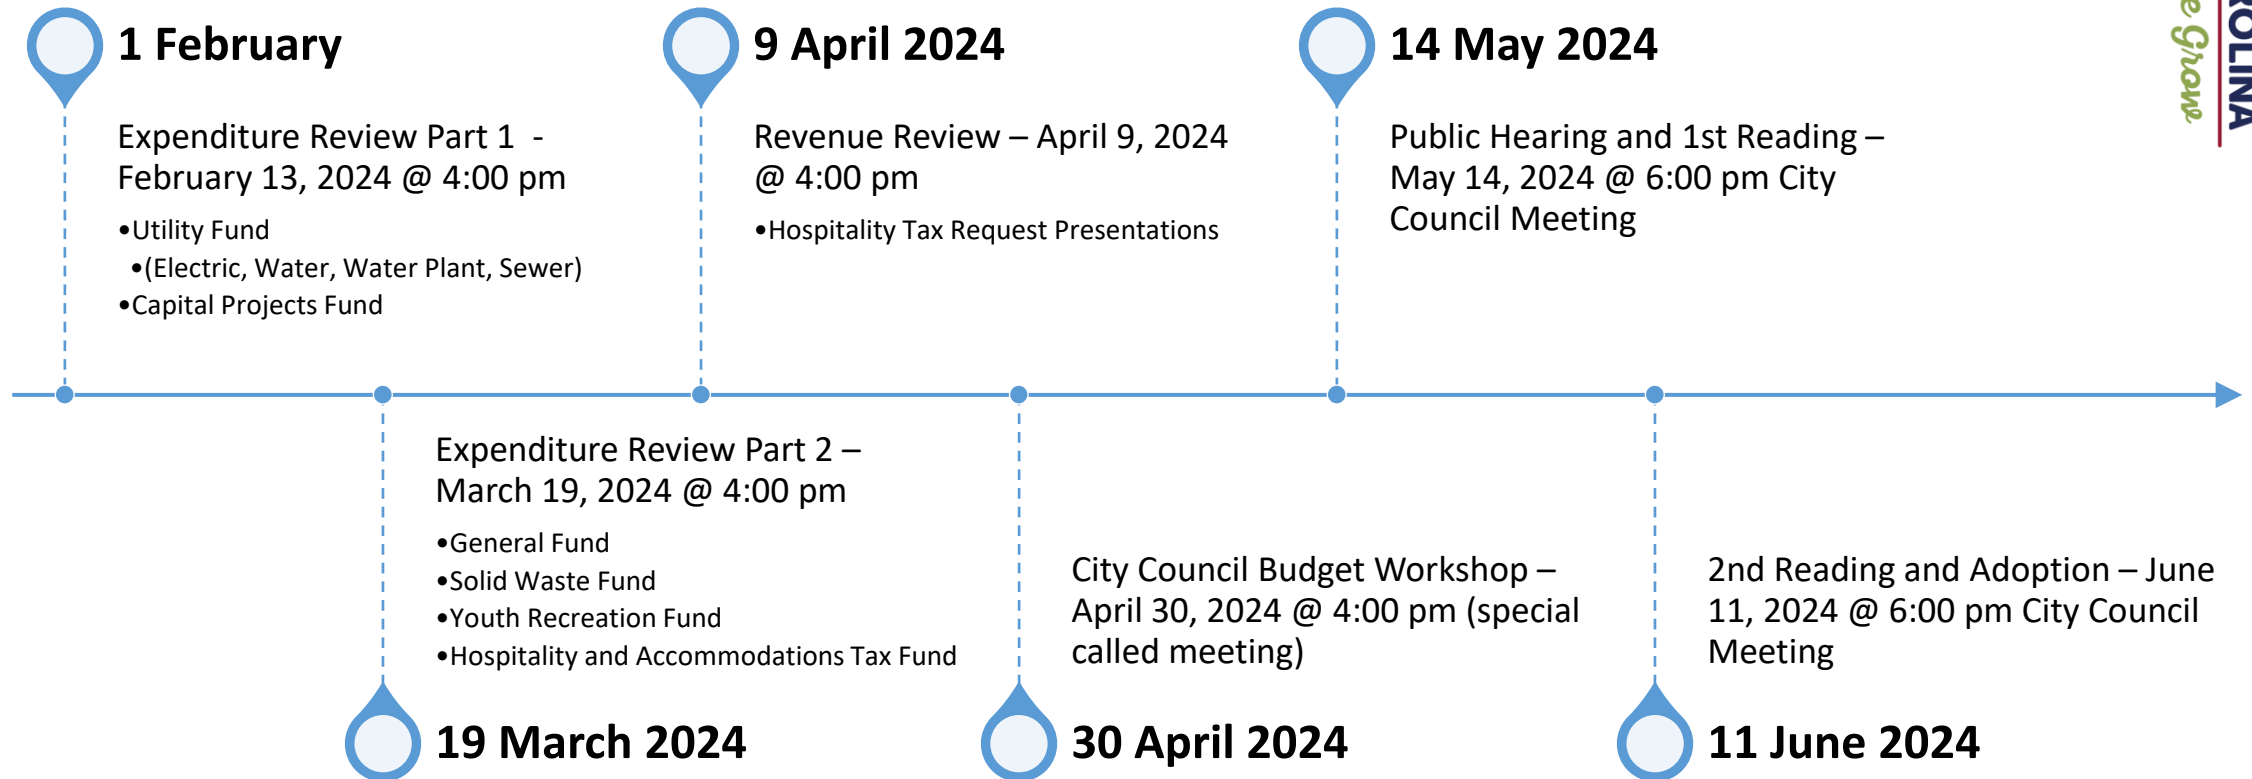 1 February
Expenditure Review Part 1  -
February 13, 2024 @ 4:00 pm
•Utility Fund
•(Electric, Water, Water Plant, Sewer)
•Capital Projects Fund
19 March 2024
Expenditure Review Part 2 –
March 19, 2024 @ 4:00 pm
•General Fund
•Solid Waste Fund
•Youth Recreation Fund
•Hospitality and Accommodations Tax Fund
9 April 2024
Revenue Review – April 9, 2024
@ 4:00 pm
•Hospitality Tax Request Presentations
30 April 2024
City Council Budget Workshop –
April 30, 2024 @ 4:00 pm (special
called meeting)
14 May 2024
Public Hearing and 1st Reading –
May 14, 2024 @ 6:00 pm City
Council Meeting
11 June 2024
2nd Reading and Adoption – June
11, 2024 @ 6:00 pm City Council
Meeting
Grow